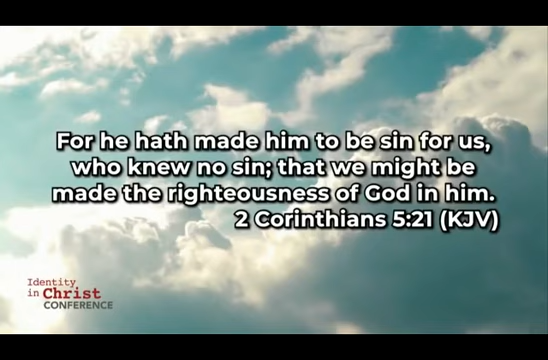 For he hath made him to be sin for us,
who knew no sin; that we might be
made the righteousness of God in him.
2 Corinthians 5:21 (KJV)
Identity
in Christ
CONFERENCE